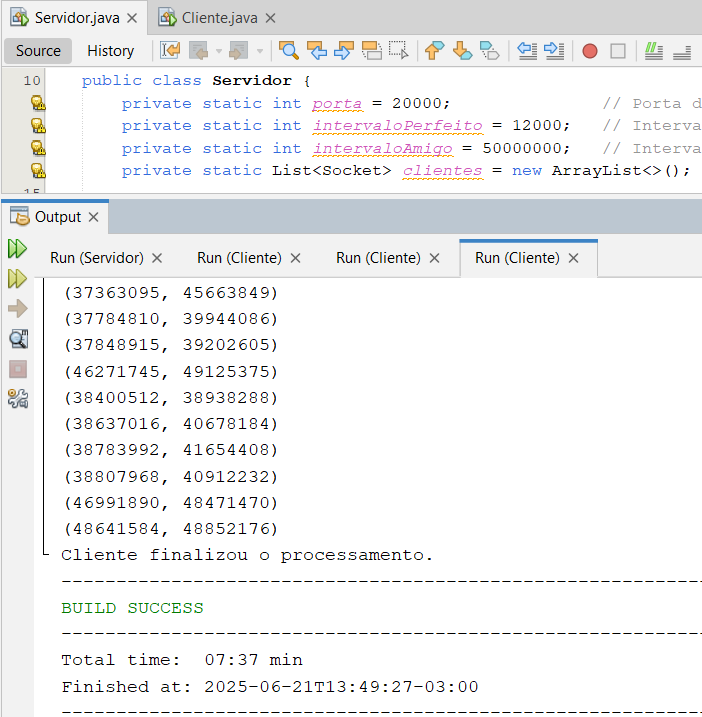 Servidor.java Cliente.java
Source History
10 public class Servidor {
private static int porta = 20000; // Porta d
private static int intervaloPerfeito = 12000; // Interva
private static int intervaloAmigo = 50000000; // Interva
private static List<Socket> clientes = new ArrayList<>();
15
Output
Run (Servidor) Run (Cliente) Run (Cliente) Run (Cliente)
(37363095, 45663849)
(37784810, 39944086)
(37848915, 39202605)
(46271745, 49125375)
(38400512, 38938288)
(38637016, 40678184)
(38783992, 41654408)
(38807968, 40912232)
(46991890, 48471470)
(48641584, 48852176)
Cliente finalizou o processamento.
------------------------------------------------------------
BUILD SUCCESS
------------------------------------------------------------
Total time: 07:37 min
Finished at: 2025-06-21T13:49:27-03:00
------------------------------------------------------------